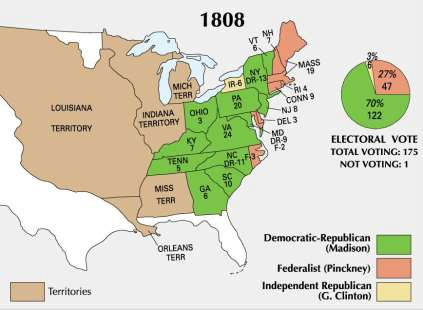 1808
VT
6
NH
7
MASS
19
NY
DR-13
IR-6
RI 4
CONN 9
NJ 8
DEL 3
MD
DR-9
F-2
MICH
TERR
PA
20
OHIO
3
INDIANA
TERRITORY
LOUISIANA
TERRITORY
VA
24
KY
7
NC
DR-11
F-3
TENN
5
SC
10
GA
6
MISS
TERR
ORLEANS
TERR
3%
6
27%
47
70%
122
ELECTORAL VOTE
TOTAL VOTING: 175
NOT VOTING: 1
Democratic-Republican
(Madison)
Federalist (Pinckney)
Independent Republican
(G. Clinton)
Territories